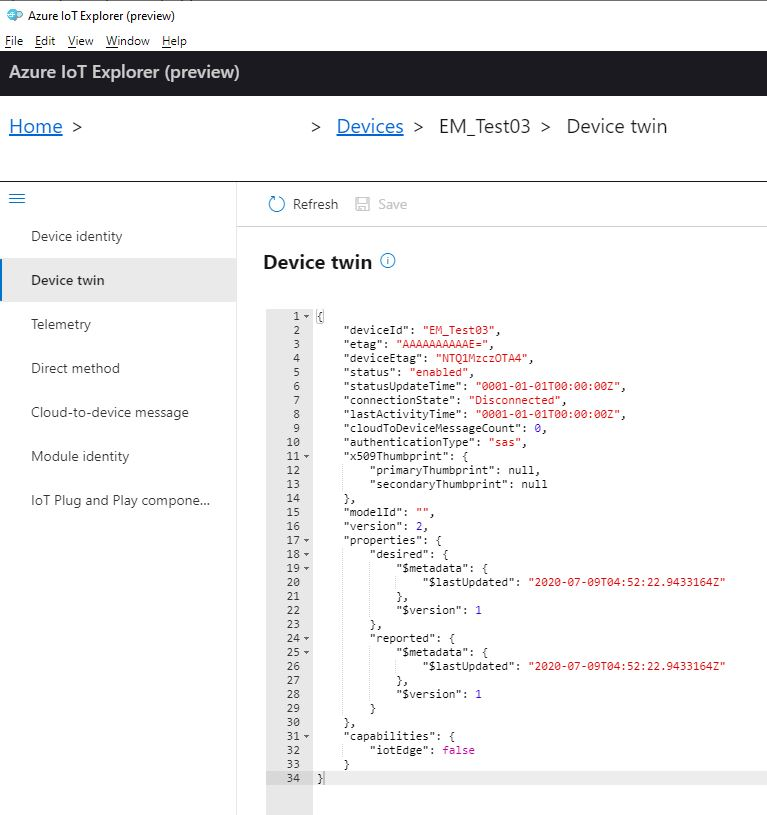 Azure IoT Explorer (preview)
File Edit View Window Help
Azure IoT Explorer (preview)
Home > > Devices > EM_Test03 > Device twin
Refresh Save
Device identity
Device twin
Telemetry
Direct method
Cloud-to-device message
Module identity
IoT Plug and Play compone...
Device twin
1 {
2 "deviceId": "EM_Test03",
3 "etag": "AAAAAAAAAAE=",
4 "deviceEtag": "NTQ1MzczOTA4",
5 "status": "enabled",
6 "statusUpdateTime": "0001-01-01T00:00:00Z",
7 "connectionState": "Disconnected",
8 "lastActivityTime": "0001-01-01T00:00:00Z",
9 "cloudToDeviceMessageCount": 0,
10 "authenticationType": "sas",
11 "x509Thumbprint": {
12 "primaryThumbprint": null,
13 "secondaryThumbprint": null
14 },
15 "modelId": "",
16 "version": 2,
17 "properties": {
18 "desired": {
19 "$metadata": {
20 "$lastUpdated": "2020-07-09T04:52:22.9433164Z"
21 },
22 "$version": 1
23 },
24 "reported": {
25 "$metadata": {
26 "$lastUpdated": "2020-07-09T04:52:22.9433164Z"
27 },
28 "$version": 1
29 }
30 },
31 "capabilities": {
32 "iotEdge": false
33 }
34 }